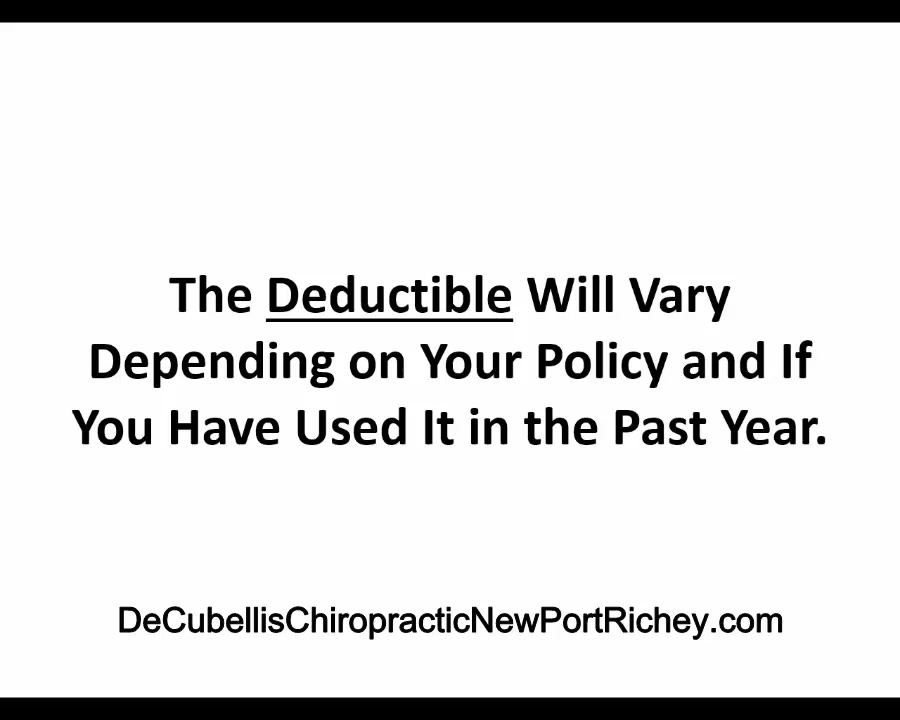 The Deductible Will Vary
Depending on Your Policy and If
You Have Used It in the Past Year.
DeCubellisChiropracticNewPortRichey.com